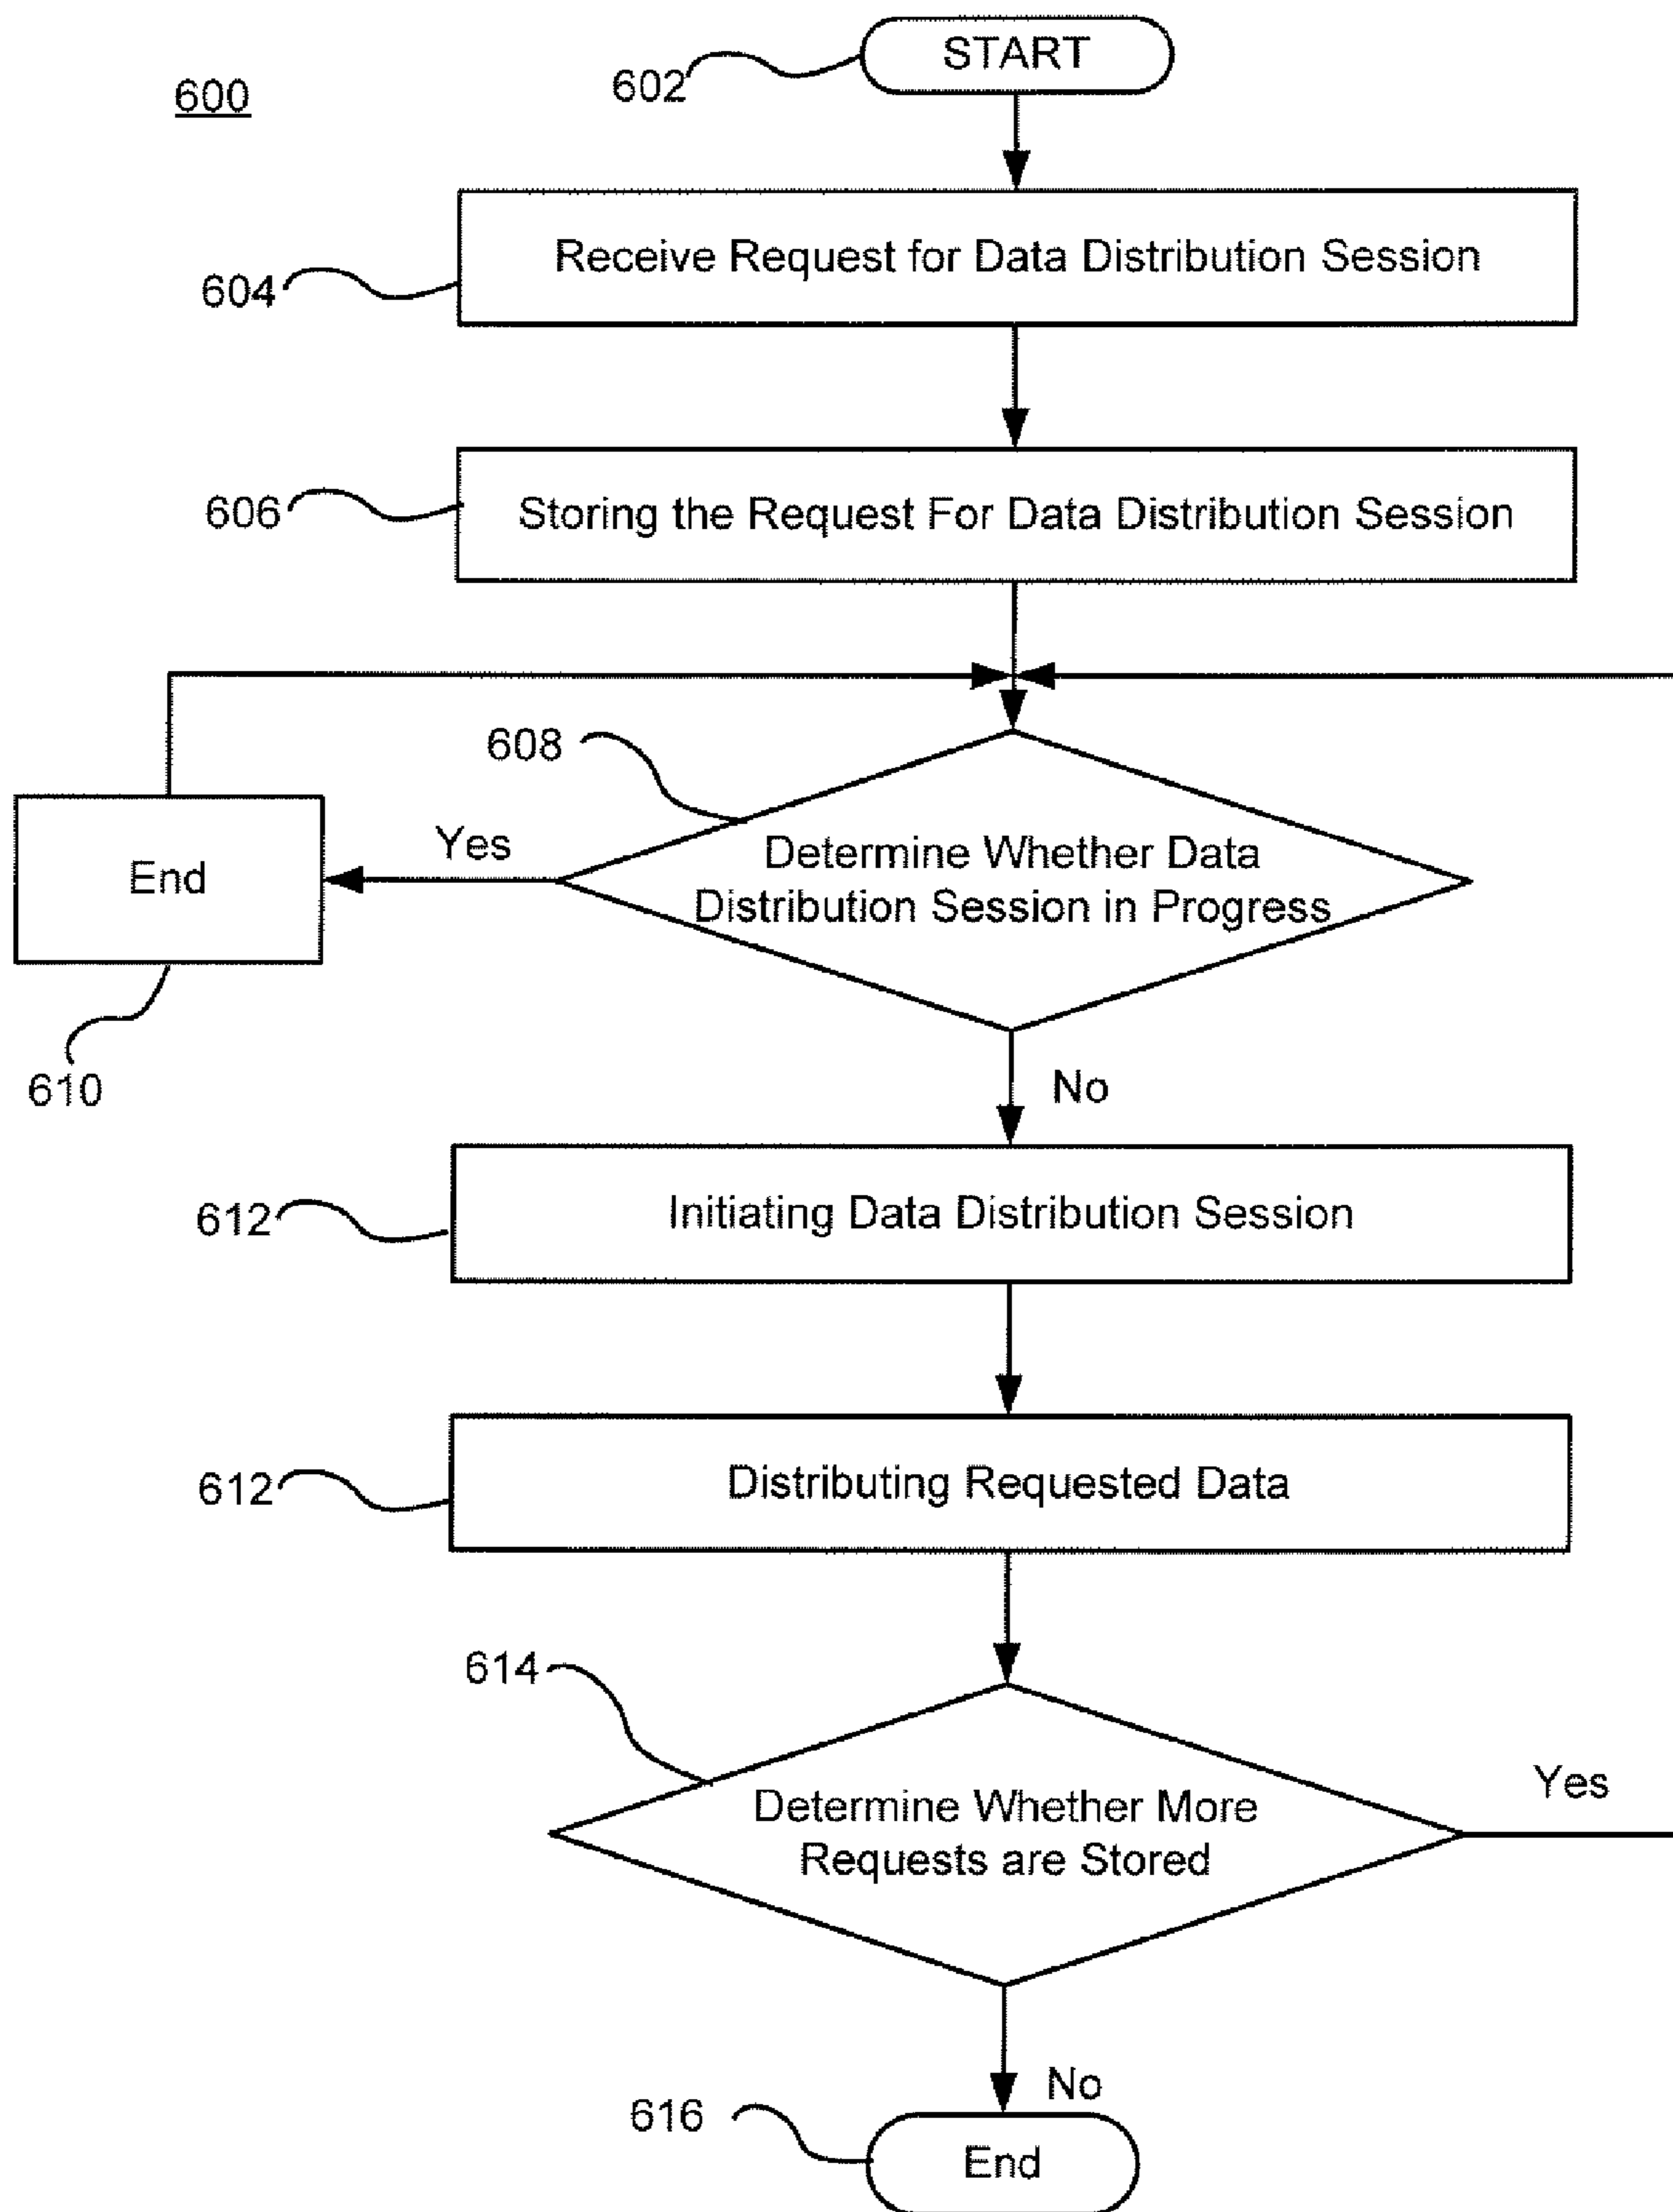 600
602
START
604
Receive Request for Data Distribution Session
606
Storing the Request For Data Distribution Session
608
Determine Whether Data
Distribution Session in Progress
Yes
End
610
No
612
Initiating Data Distribution Session
612
Distributing Requested Data
614
Determine Whether More
Requests are Stored
Yes
No
616
End